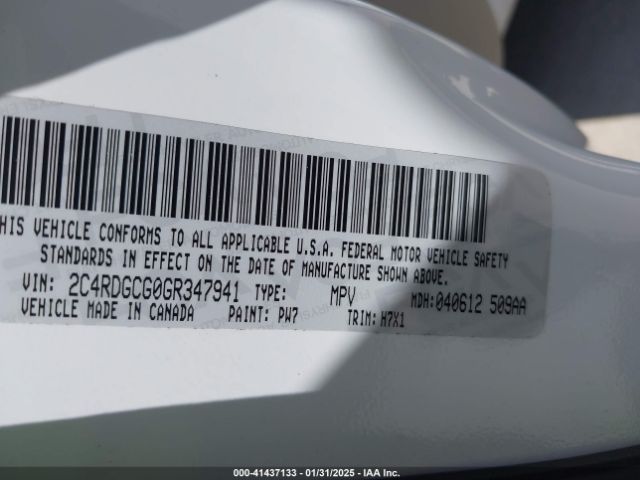 THIS VEHICLE CONFORMS TO ALL APPLICABLE U.S.A. FEDERAL MOTOR VEHICLE SAFETY
STANDARDS IN EFFECT ON THE DATE OF MANUFACTURE SHOWN ABOVE.
VIN: 2C4RDGCG0GR347941 TYPE: MPV MDH:040612 509AA
VEHICLE MADE IN CANADA PAINT: PW7 TRIM: H7X1
000-41437133 - 01/31/2025 - IAA Inc.